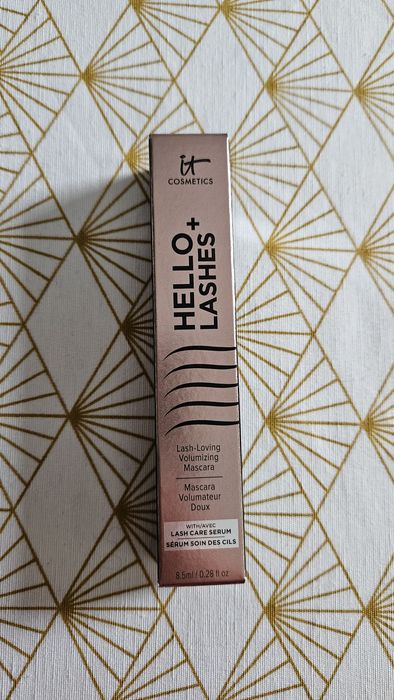 it
COSMETICS
HELLO
LASHES+
Lash-Loving
Volumizing
Mascara
Mascara
Volumateur
Doux
WITH/AVEC
LASH CARE SERUM
SÉRUM SOIN DES CILS
8.5ml / 0.28 fl oz